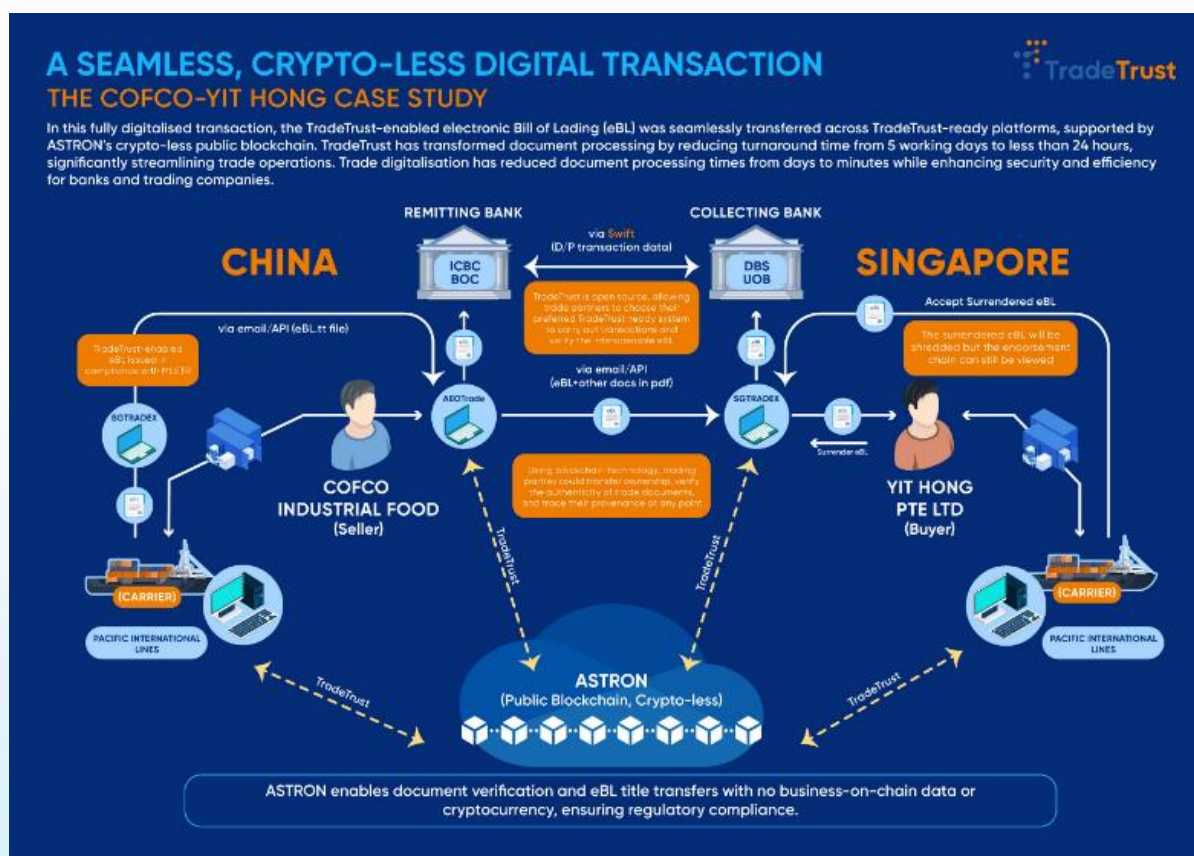 A SEAMLESS, CRYPTO-LESS DIGITAL TRANSACTION
TradeTrust
THE COFCO-YIT HONG CASE STUDY
In this fully digitalised transaction, the TradeTrust-enabled electronic Bill of Lading (eBL) was seamlessly transferred across TradeTrust-ready platforms, supported by
ASTRON's crypto-less public blockchain. TradeTrust has transformed document processing by reducing turnaround time from 5 working days to less than 24 hours,
significantly streamlining trade operations. Trade digitalisation has reduced document processing times from days to minutes while enhancing security and efficiency
for banks and trading companies.
REMITTING BANK
COLLECTING BANK
via Swift
(D/P transaction data)
CHINA
ICBC
BOC
DBS
UOB
SINGAPORE
TradeTrust is open source, allowing
trade partners to choose their
preferred TradeTrust-ready system
to carry out transactions and
verify the interoperable eBL
Accept Surrendered eBL
via email/API (eBL.tt file)
The surrendered eBL will be
shredded but the endorsement
chain can still be viewed
TradeTrust-enabled
eBL issued in
compliance with MLETR
via email/API
(eBL+other docs in pdf)
SGTRADEX
AEOTrade
SGTRADEX
eBL
eBL
eBL
eBL
Surrender eBL
COFCO
INDUSTRIAL FOOD
(Seller)
Using blockchain technology, trading
parties could transfer ownership, verify
the authenticity of trade documents,
and trace their provenance at any point
YIT HONG
PTE LTD
(Buyer)
TradeTrust
TradeTrust
(CARRIER)
(CARRIER)
PACIFIC INTERNATIONAL
LINES
PACIFIC INTERNATIONAL
LINES
TradeTrust
TradeTrust
ASTRON
(Public Blockchain, Crypto-less)
ASTRON enables document verification and eBL title transfers with no business-on-chain data or
cryptocurrency, ensuring regulatory compliance.